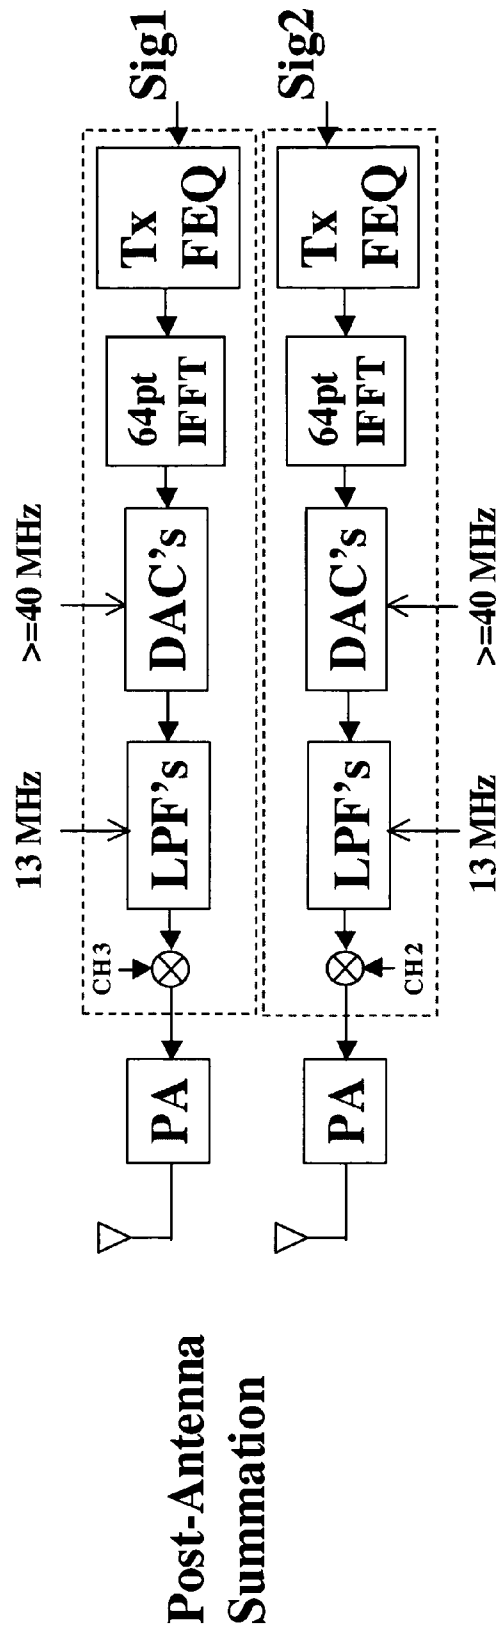 Post-Antenna
Summation
13 MHz
>=40 MHz
CH3
PA
LPF's
DAC's
64pt
IFFT
Tx
FEQ
Sig1
PA
LPF's
DAC's
64pt
IFFT
Tx
FEQ
Sig2
CH2
13 MHz
>=40 MHz